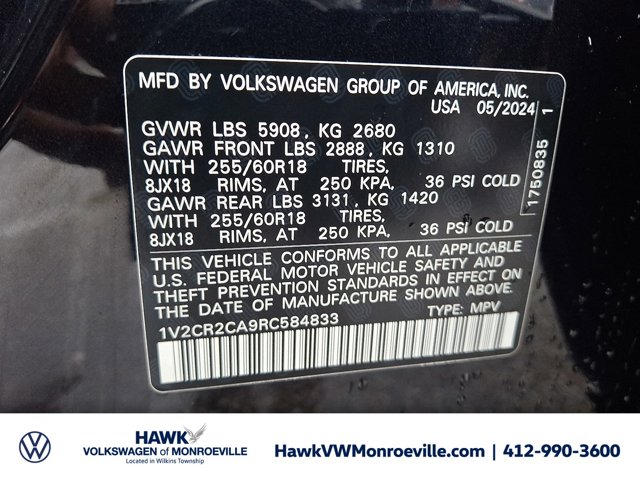 MFD BY VOLKSWAGEN GROUP OF AMERICA, INC.
USA 05/2024
GVWR LBS 5908, KG 2680
GAWR FRONT LBS 2888, KG 1310
WITH 255/60R18 TIRES,
8JX18 RIMS, AT 250 KPA, 36 PSI COLD
GAWR REAR LBS 3131, KG 1420
WITH 255/60R18 TIRES,
8JX18 RIMS, AT 250 KPA, 36 PSI COLD
THIS VEHICLE CONFORMS TO ALL APPLICABLE
U.S. FEDERAL MOTOR VEHICLE SAFETY AND
THEFT PREVENTION STANDARDS IN EFFECT ON
THE DATE OF MANUFACTURE SHOWN ABOVE.
1V2CR2CA9RC584833 TYPE: MPV
1750835 1
HAWK
VOLKSWAGEN of MONROEVILLE
Located in Wilkins Township
HawkVWMonroeville.com | 412-990-3600